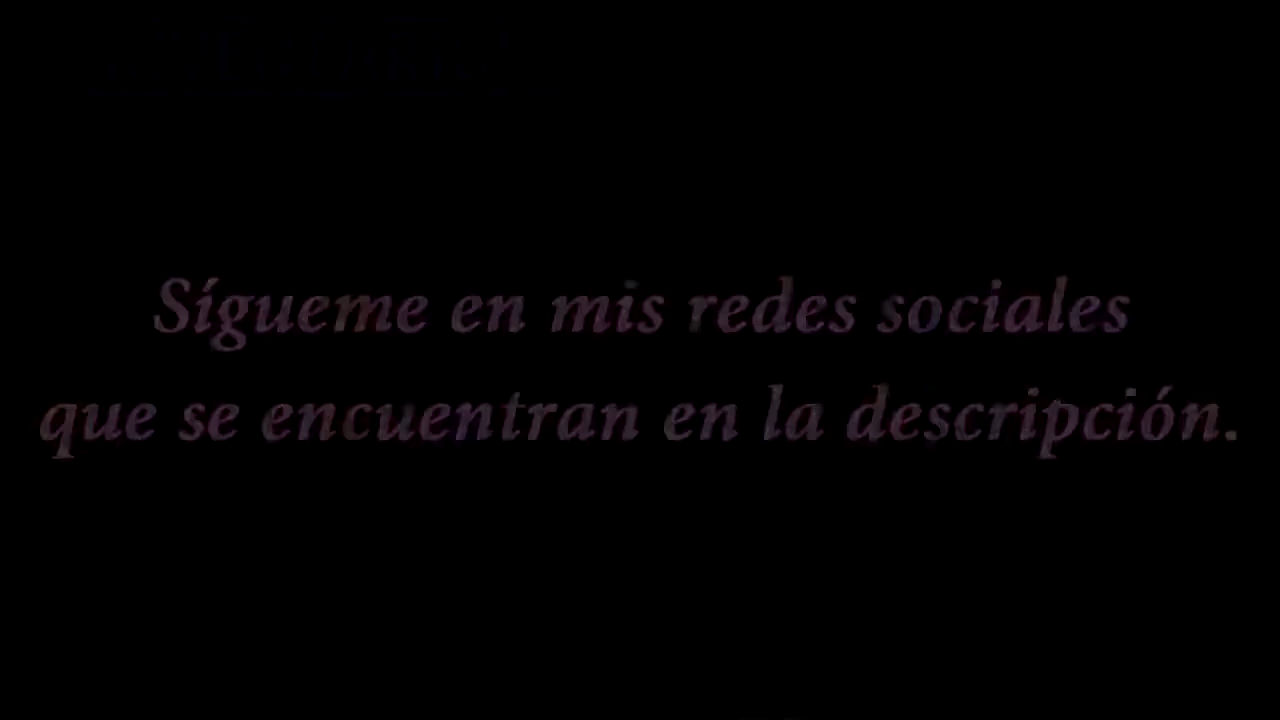 Sígueme en mis redes sociales
que se encuentran en la descripción.